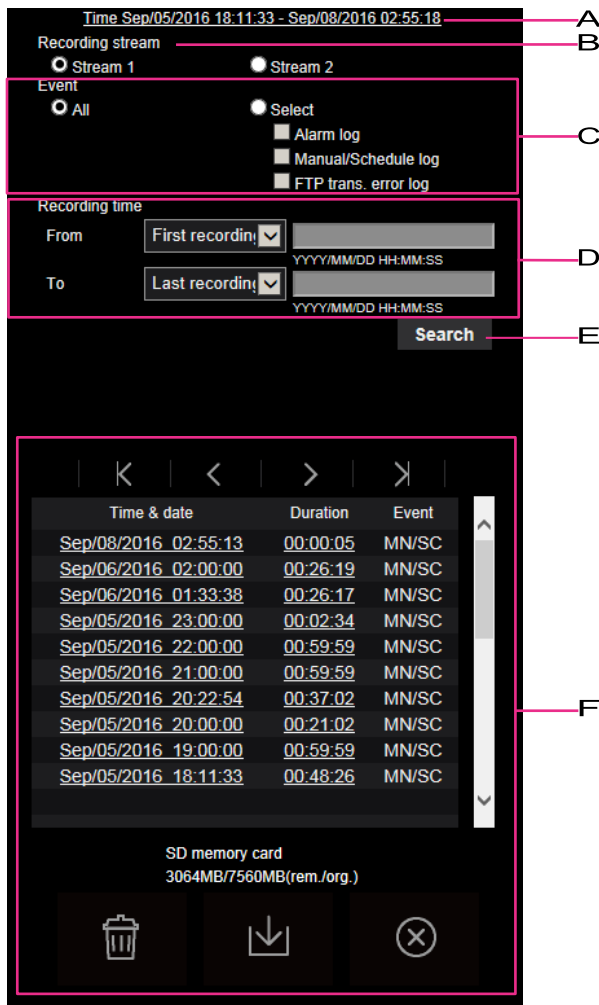 Time Sep/05/2016 18:11:33 - Sep/08/2016 02:55:18 A
Recording stream B
Stream 1 Stream 2
Event
All Select
Alarm log C
Manual/Schedule log
FTP trans. error log
Recording time
From First recording
YYYY/MM/DD HH:MM:SS D
To Last recording
YYYY/MM/DD HH:MM:SS
Search E
Time & date Duration Event
Sep/08/2016 02:55:13 00:00:05 MN/SC
Sep/06/2016 02:00:00 00:26:19 MN/SC
Sep/06/2016 01:33:38 00:26:17 MN/SC
Sep/05/2016 23:00:00 00:02:34 MN/SC
Sep/05/2016 22:00:00 00:59:59 MN/SC
Sep/05/2016 21:00:00 00:59:59 MN/SC
Sep/05/2016 20:22:54 00:37:02 MN/SC F
Sep/05/2016 20:00:00 00:21:02 MN/SC
Sep/05/2016 19:00:00 00:59:59 MN/SC
Sep/05/2016 18:11:33 00:48:26 MN/SC
SD memory card
3064MB/7560MB(rem./org.)